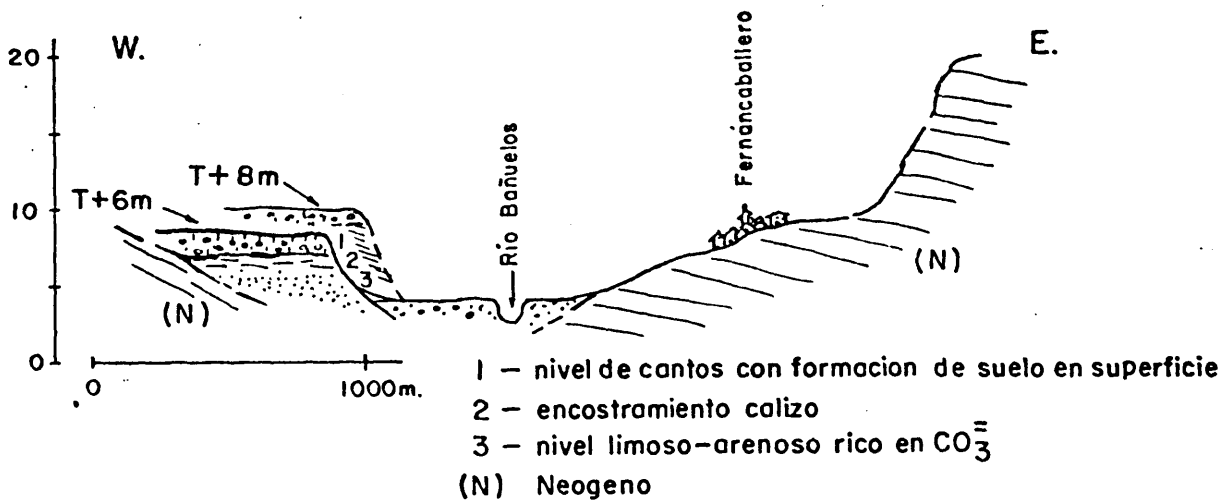 W.
E.
20
10
0
T+8m
T+6m
1
2
3
(N)
Río Bañuelos
Fernáncaballero
(N)
0
1000m.
1 – nivel de cantos con formacion de suelo en superficie
2 – encostramiento calizo
3 – nivel limoso-arenoso rico en CO₃⁼
(N) Neogeno